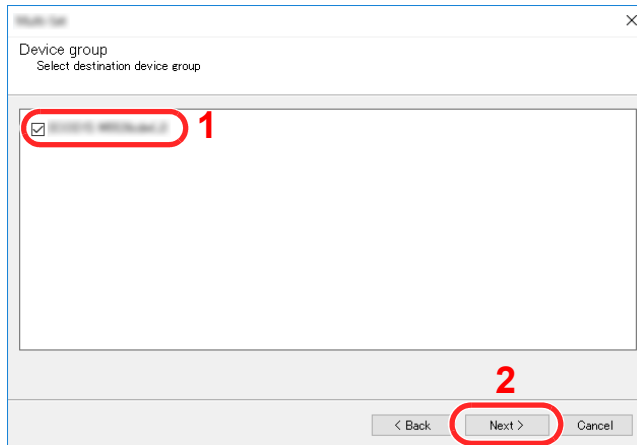 Device group
Select destination device group
1
2
< Back
Next >
Cancel